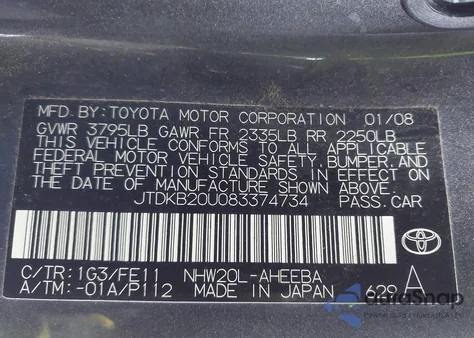 MFD. BY: TOYOTA MOTOR CORPORATION 01/08
GVWR 3795LB GAWR FR 2335LB RR 2250LB
THIS VEHICLE CONFORMS TO ALL APPLICABLE
FEDERAL MOTOR VEHICLE SAFETY, BUMPER, AND
THEFT PREVENTION STANDARDS IN EFFECT ON
THE DATE OF MANUFACTURE SHOWN ABOVE.
JTDKB20U083374734 PASS. CAR
TOYOTA
C/TR: 1G3/FE11 NHW20L-AHEEBA A
A/TM: -01A/P112 MADE IN JAPAN 629